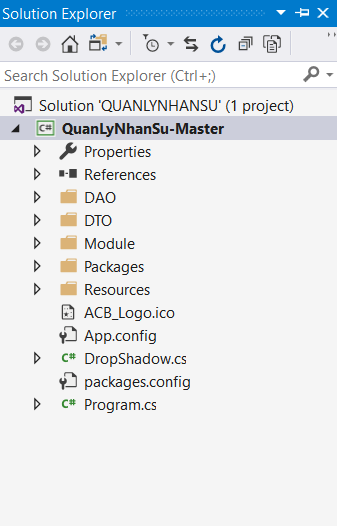 Solution Explorer
Search Solution Explorer (Ctrl+;)
Solution 'QUANLYNHANSU' (1 project)
C# QuanLyNhanSu-Master
Properties
References
DAO
DTO
Module
Packages
Resources
ACB_Logo.ico
App.config
C# DropShadow.cs
packages.config
C# Program.cs